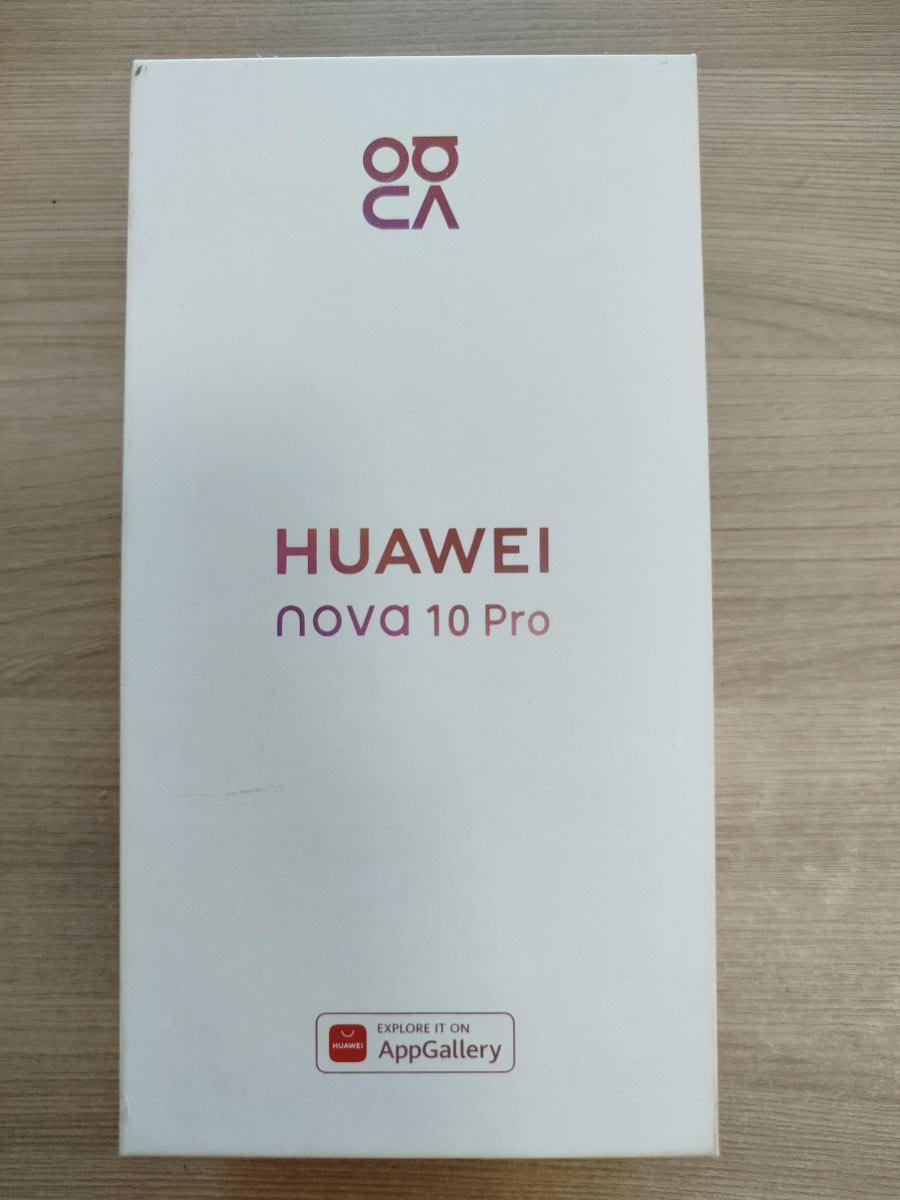 HUAWEI
nova 10 Pro
EXPLORE IT ON
HUAWEI
AppGallery